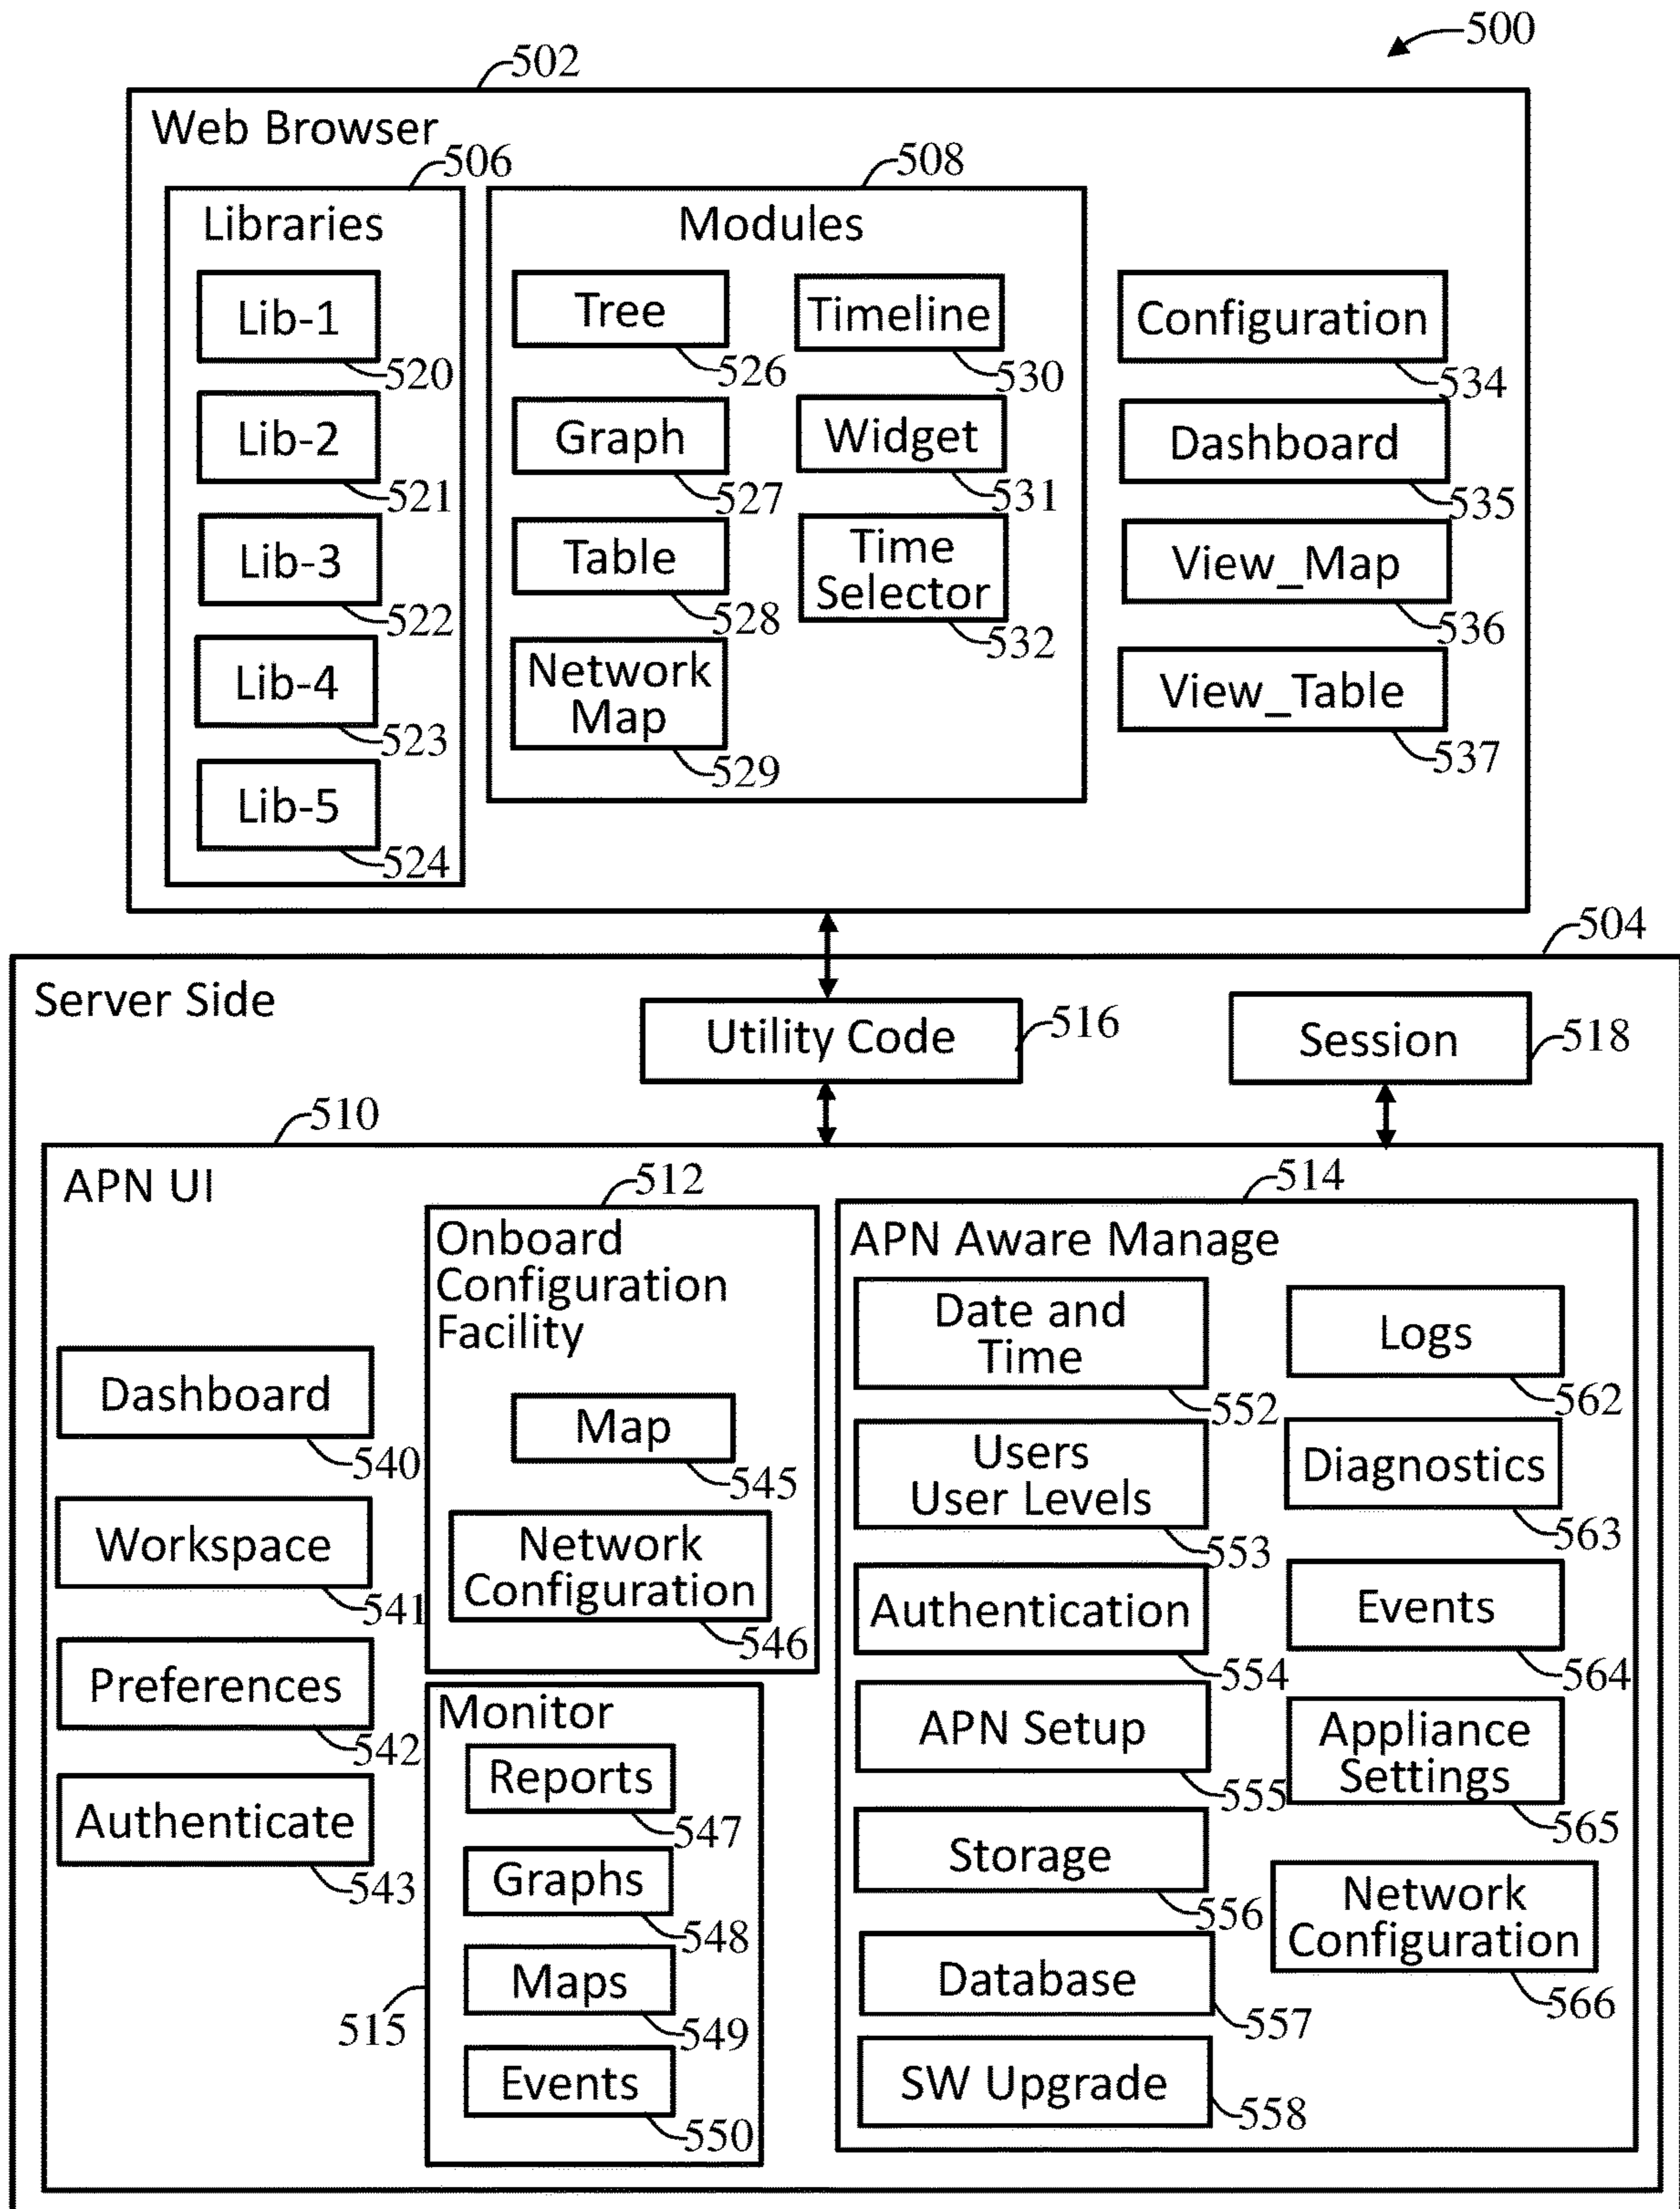 500
502
Web Browser
506
508
Libraries
Modules
Lib-1
520
Lib-2
521
Lib-3
522
Lib-4
523
Lib-5
524
Tree
526
Graph
527
Table
528
Network
Map
529
Timeline
530
Widget
531
Time
Selector
532
Configuration
534
Dashboard
535
View_Map
536
View_Table
537
504
Server Side
Utility Code
516
Session
518
510
APN UI
Dashboard
540
Workspace
541
Preferences
542
Authenticate
543
512
Onboard
Configuration
Facility
Map
545
Network
Configuration
546
Monitor
Reports
547
Graphs
548
Maps
549
515
Events
550
514
APN Aware Manage
Date and
Time
552
Users
User Levels
553
Authentication
554
APN Setup
555
Storage
556
Database
557
SW Upgrade
558
Logs
562
Diagnostics
563
Events
564
Appliance
Settings
565
Network
Configuration
566